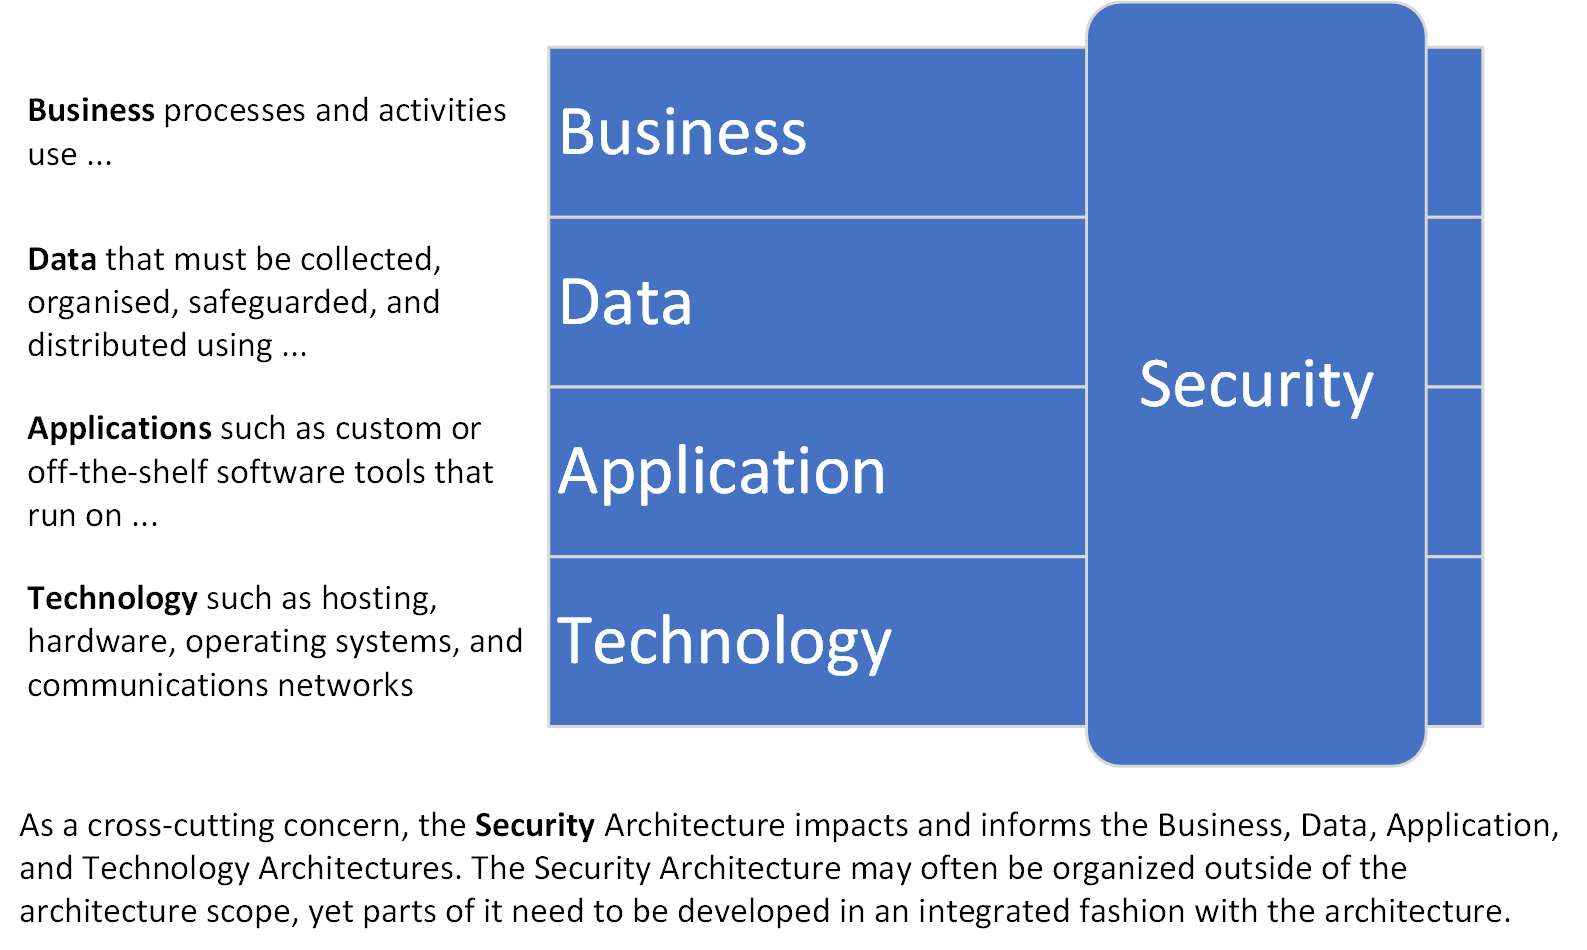 Business processes and activities
use ...
Business
Data that must be collected,
organised, safeguarded, and
distributed using ...
Data
Applications such as custom or
off-the-shelf software tools that
run on ...
Application
Technology such as hosting,
hardware, operating systems, and
communications networks
Technology
Security
As a cross-cutting concern, the Security Architecture impacts and informs the Business, Data, Application,
and Technology Architectures. The Security Architecture may often be organized outside of the
architecture scope, yet parts of it need to be developed in an integrated fashion with the architecture.